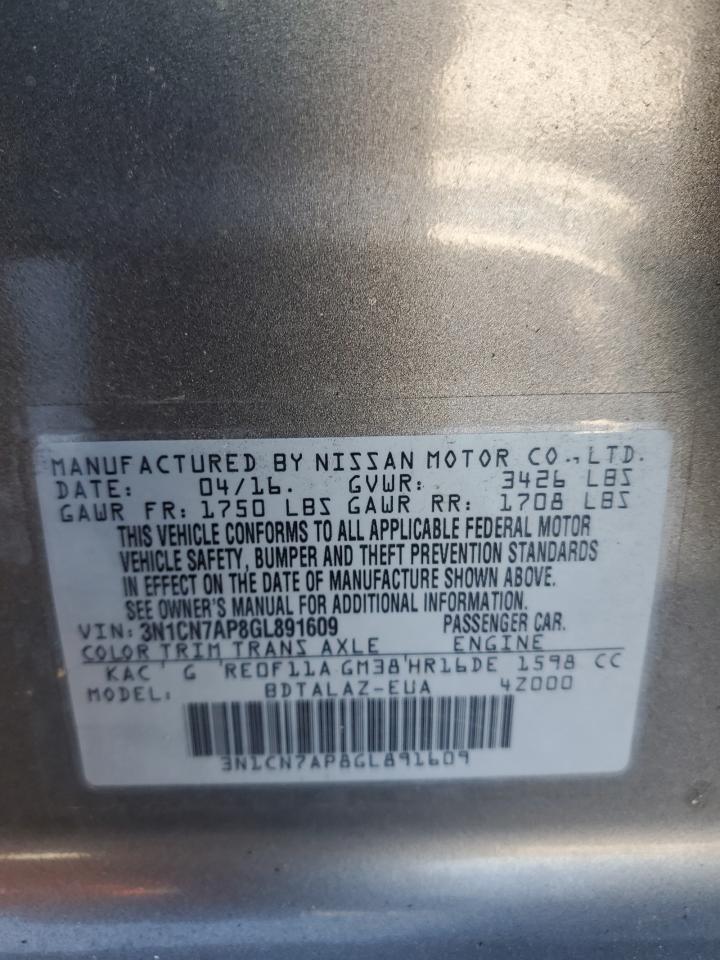 MANUFACTURED BY NISSAN MOTOR CO., LTD.
DATE: 04/16. GVWR: 3426 LBS
GAWR FR: 1750 LBS GAWR RR: 1708 LBS
THIS VEHICLE CONFORMS TO ALL APPLICABLE FEDERAL MOTOR
VEHICLE SAFETY, BUMPER AND THEFT PREVENTION STANDARDS
IN EFFECT ON THE DATE OF MANUFACTURE SHOWN ABOVE.
SEE OWNER'S MANUAL FOR ADDITIONAL INFORMATION.
VIN: 3N1CN7AP8GL891609 PASSENGER CAR.
COLOR TRIM TRANS AXLE ENGINE
KAC G RE0F11A GM38 HR16DE 1598 CC
MODEL: BDTALAZ-EUA 4Z000
3N1CN7AP8GL891609